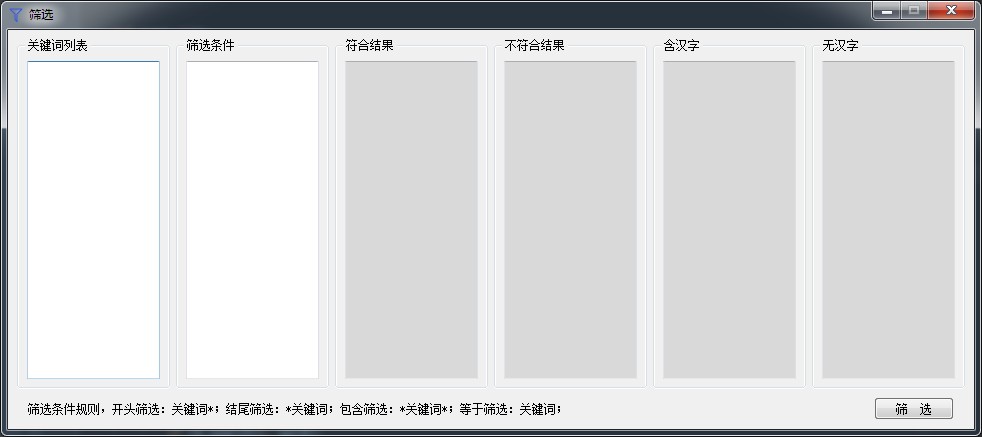 筛选
关键词列表
筛选条件
符合结果
不符合结果
含汉字
无汉字
筛选条件规则，开头筛选：关键词*；结尾筛选：*关键词；包含筛选：*关键词*；等于筛选：关键词；
筛 选